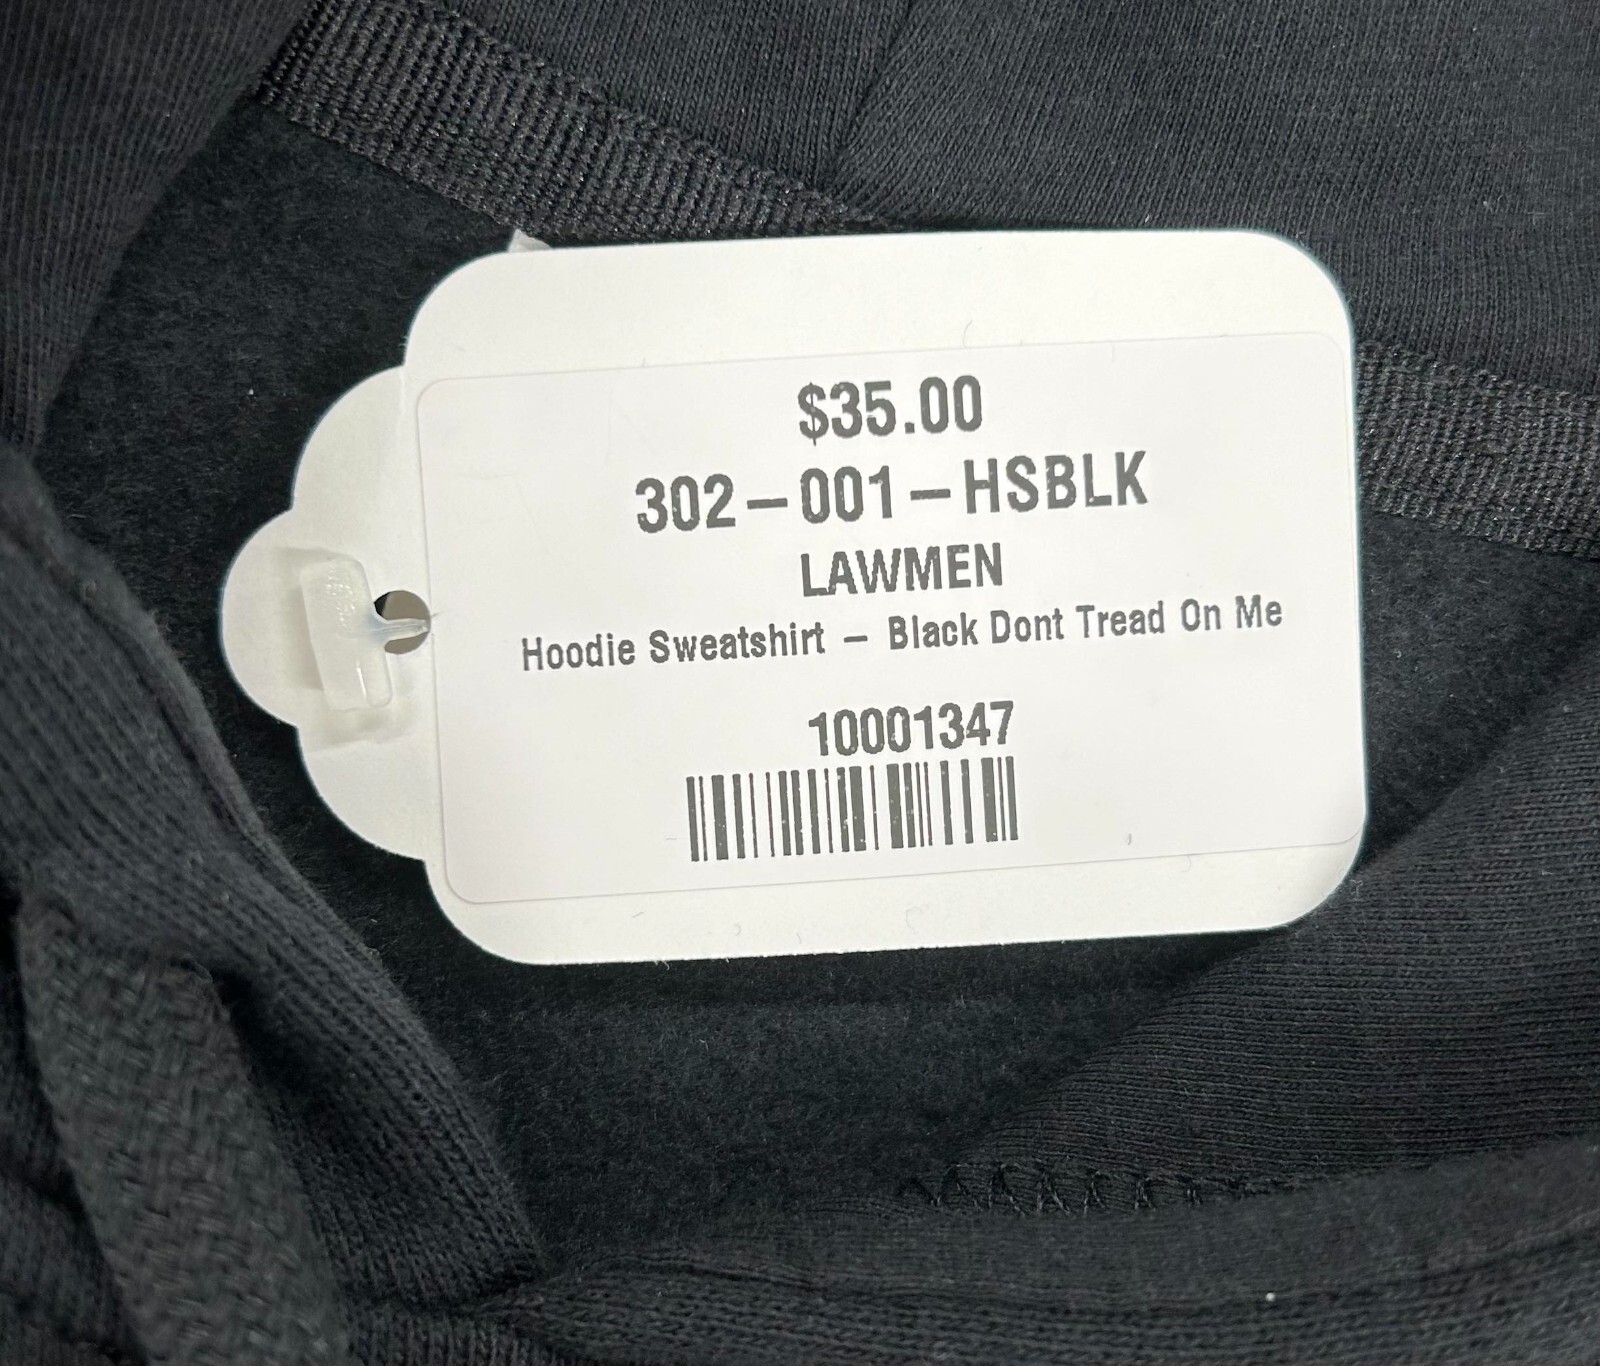 $35.00
302-001-HSBLK
LAWMEN
Hoodie Sweatshirt - Black Dont Tread On Me
10001347